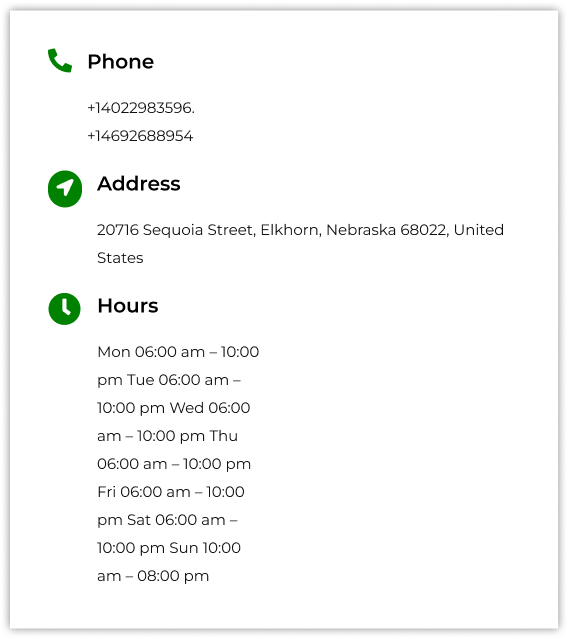 Phone
+14022983596.
+14692688954
Address
20716 Sequoia Street, Elkhorn, Nebraska 68022, United
States
Hours
Mon 06:00 am – 10:00
pm Tue 06:00 am –
10:00 pm Wed 06:00
am – 10:00 pm Thu
06:00 am – 10:00 pm
Fri 06:00 am – 10:00
pm Sat 06:00 am –
10:00 pm Sun 10:00
am – 08:00 pm